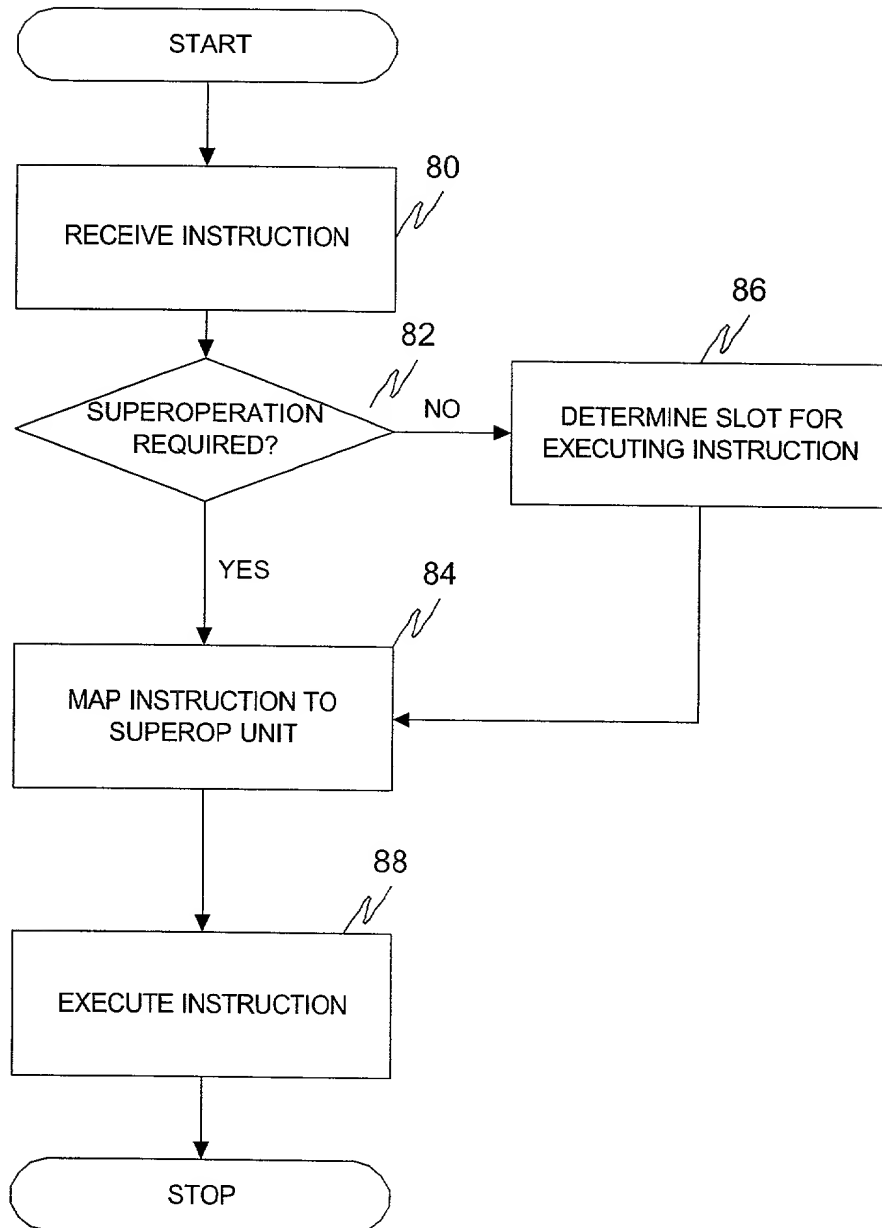 START
80
RECEIVE INSTRUCTION
82
SUPEROPERATION
REQUIRED?
NO
86
DETERMINE SLOT FOR
EXECUTING INSTRUCTION
YES
84
MAP INSTRUCTION TO
SUPEROP UNIT
88
EXECUTE INSTRUCTION
STOP